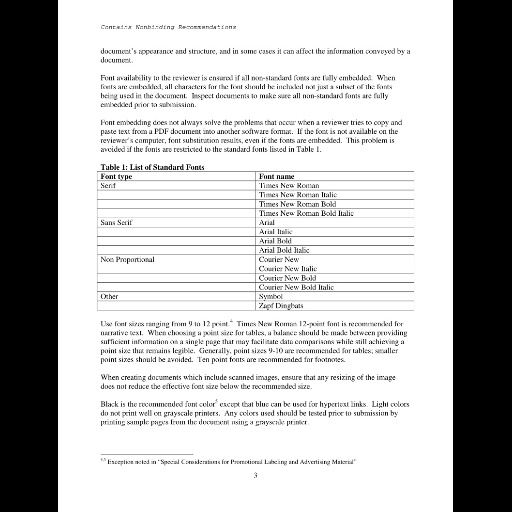 Contains Nonbinding Recommendations
document's appearance and structure, and in some cases it can affect the information conveyed by a
document.
Font availability to the reviewer is ensured if all non-standard fonts are fully embedded. When
fonts are embedded, all characters for the font should be included not just a subset of the fonts
being used in the document. Inspect documents to make sure all non-standard fonts are fully
embedded prior to submission.
Font embedding does not always solve the problems that occur when a reviewer tries to copy and
paste text from a PDF document into another software format. If the font is not available on the
reviewer's computer, font substitution results, even if the fonts are embedded. This problem is
avoided if the fonts are restricted to the standard fonts listed in Table 1.
Table 1: List of Standard Fonts
Font type Font name
Serif Times New Roman
Times New Roman Italic
Times New Roman Bold
Times New Roman Bold Italic
Sans Serif Arial
Arial Italic
Arial Bold
Arial Bold Italic
Non Proportional Courier New
Courier New Italic
Courier New Bold
Courier New Bold Italic
Other Symbol
Zapf Dingbats
Use font sizes ranging from 9 to 12 point.4 Times New Roman 12-point font is recommended for
narrative text. When choosing a point size for tables, a balance should be made between providing
sufficient information on a single page that may facilitate data comparisons while still achieving a
point size that remains legible. Generally, point sizes 9-10 are recommended for tables; smaller
point sizes should be avoided. Ten point fonts are recommended for footnotes.
When creating documents which include scanned images, ensure that any resizing of the image
does not reduce the effective font size below the recommended size.
Black is the recommended font color5 except that blue can be used for hypertext links. Light colors
do not print well on grayscale printers. Any colors used should be tested prior to submission by
printing sample pages from the document using a grayscale printer.
4,5 Exception noted in "Special Considerations for Promotional Labeling and Advertising Material"
3